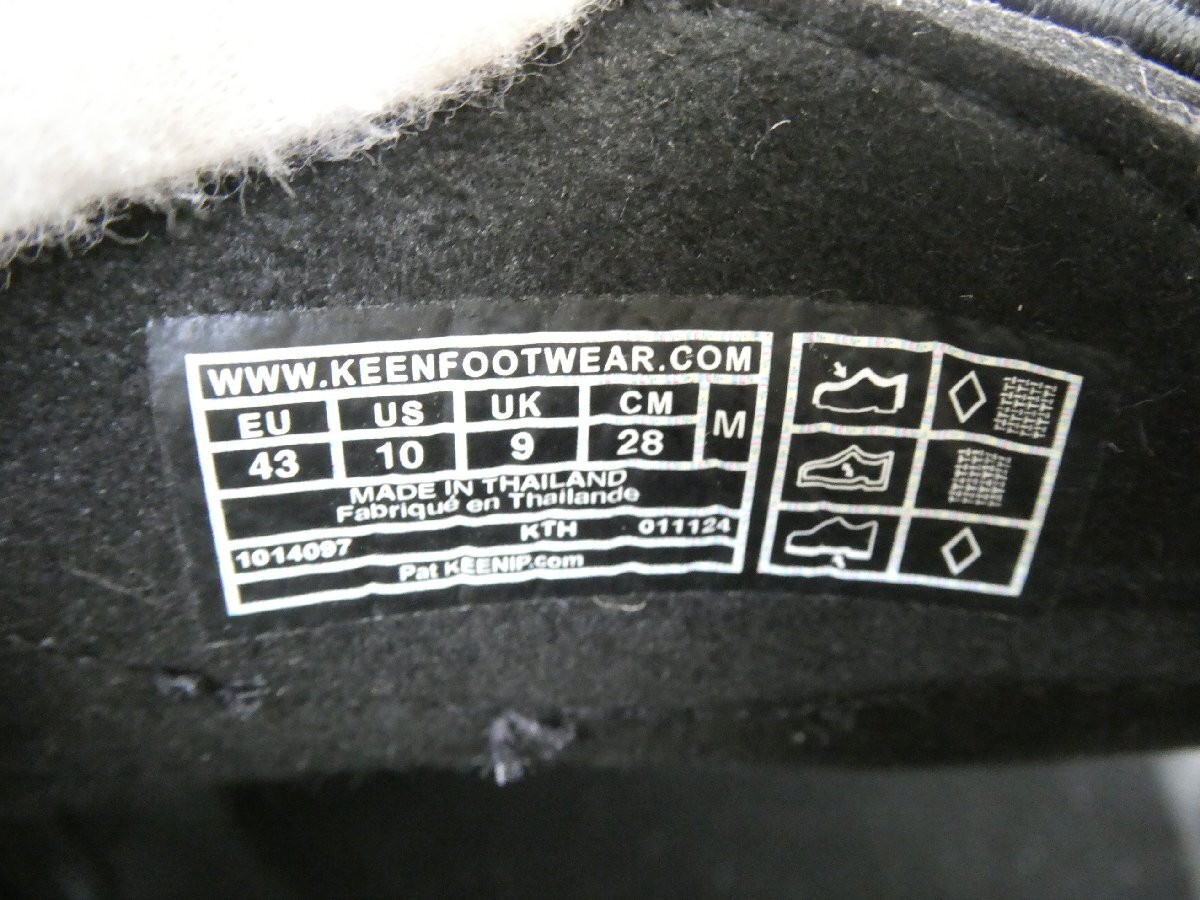 WWW.KEENFOOTWEAR.COM
EU US UK CM M
43 10 9 28
MADE IN THAILAND
Fabriqué en Thaïlande
1014097 KTH 011124
Pat KEENIP.com